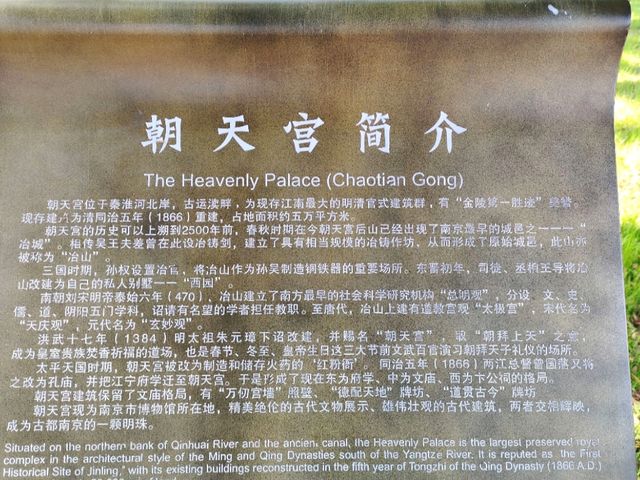 朝天宫简介
The Heavenly Palace (Chaotian Gong)
朝天宫位于秦淮河北岸，古运渎畔，为现存江南最大的明清官式建筑群，有“金陵第一胜迹”美誉。
现存建筑为清同治五年（1866）重建，占地面积约五万平方米。
朝天宫的历史可以上溯到2500年前，春秋时期在今朝天宫后山已经出现了南京最早的城邑之一———“
冶城”。相传吴王夫差曾在此设冶铸剑，建立了具有相当规模的冶铸作坊，从而形成了原始城邑，此山亦
被称为“冶山”。
三国时期，孙权设置冶官，将冶山作为孙吴制造铜铁器的重要场所。东晋初年，司徒、丞相王导将冶
山改建为自己的私人别墅——“西园”。
南朝刘宋明帝泰始六年（470），冶山建立了南方最早的社会科学研究机构“总明观”，分设 文、史、
儒、道、阴阳五门学科，诏请有名望的学者担任教职。至唐代，冶山上建有道教宫观“太极宫”，宋代名为
“天庆观”，元代名为“玄妙观”。
洪武十七年（1384）明太祖朱元璋下诏改建，并赐名“朝天宫”，取“朝拜上天”之意，
成为皇室贵族焚香祈福的道场，也是春节、冬至、皇帝生日这三大节前文武百官演习朝拜天子礼仪的场所。
太平天国时期，朝天宫被改为制造和储存火药的“红粉衙”。同治五年（1866）两江总督曾国藩又将
之改为孔庙，并把江宁府学迁至朝天宫。于是形成了现在东为府学、中为文庙、西为卞公祠的格局。
朝天宫建筑保留了文庙格局，有“万仞宫墙”照壁、“德配天地”牌坊、“道贯古今”牌坊
朝天宫现为南京市博物馆所在地，精美绝伦的古代文物展示、雄伟壮观的古代建筑，两者交相辉映，
成为古都南京的一颗明珠。
Situated on the northern bank of Qinhuai River and the ancient canal, the Heavenly Palace is the largest preserved royal
complex in the architectural style of the Ming and Qing Dynasties south of the Yangtze River. It is reputed as the "First
Historical Site of Jinling," with its existing buildings reconstructed in the fifth year of Tongzhi of the Qing Dynasty (1866 A.D.)